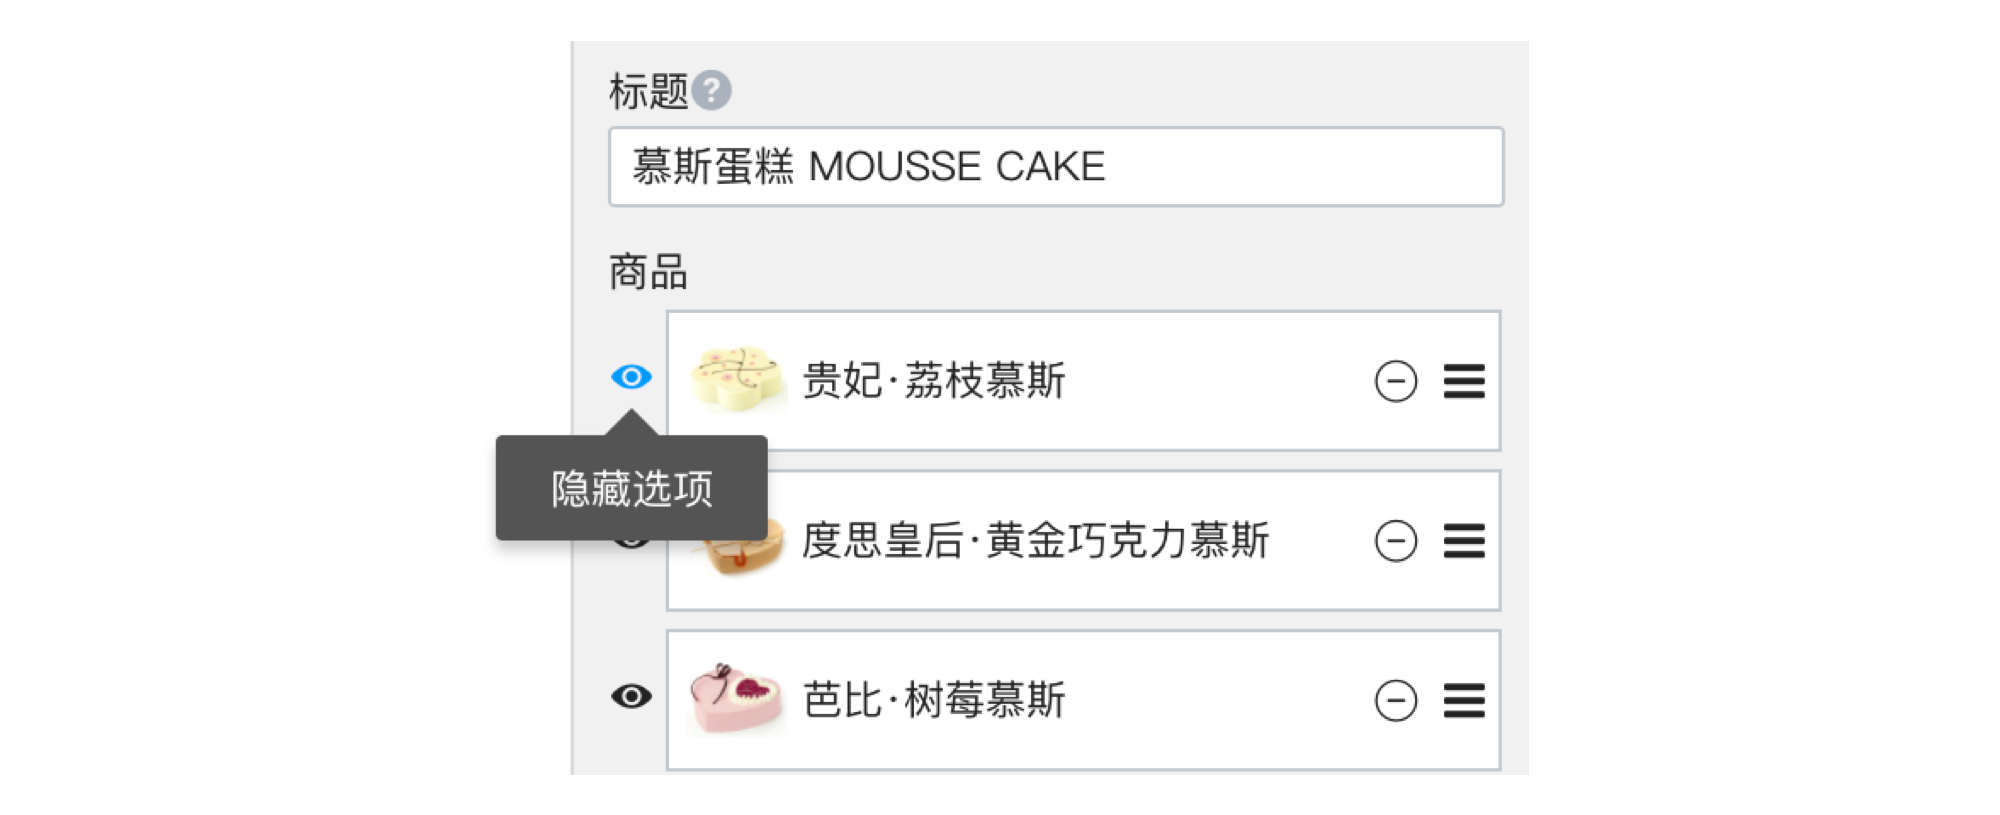 标题?
慕斯蛋糕 MOUSSE CAKE
商品
贵妃·荔枝慕斯
隐藏选项
度思皇后·黄金巧克力慕斯
芭比·树莓慕斯